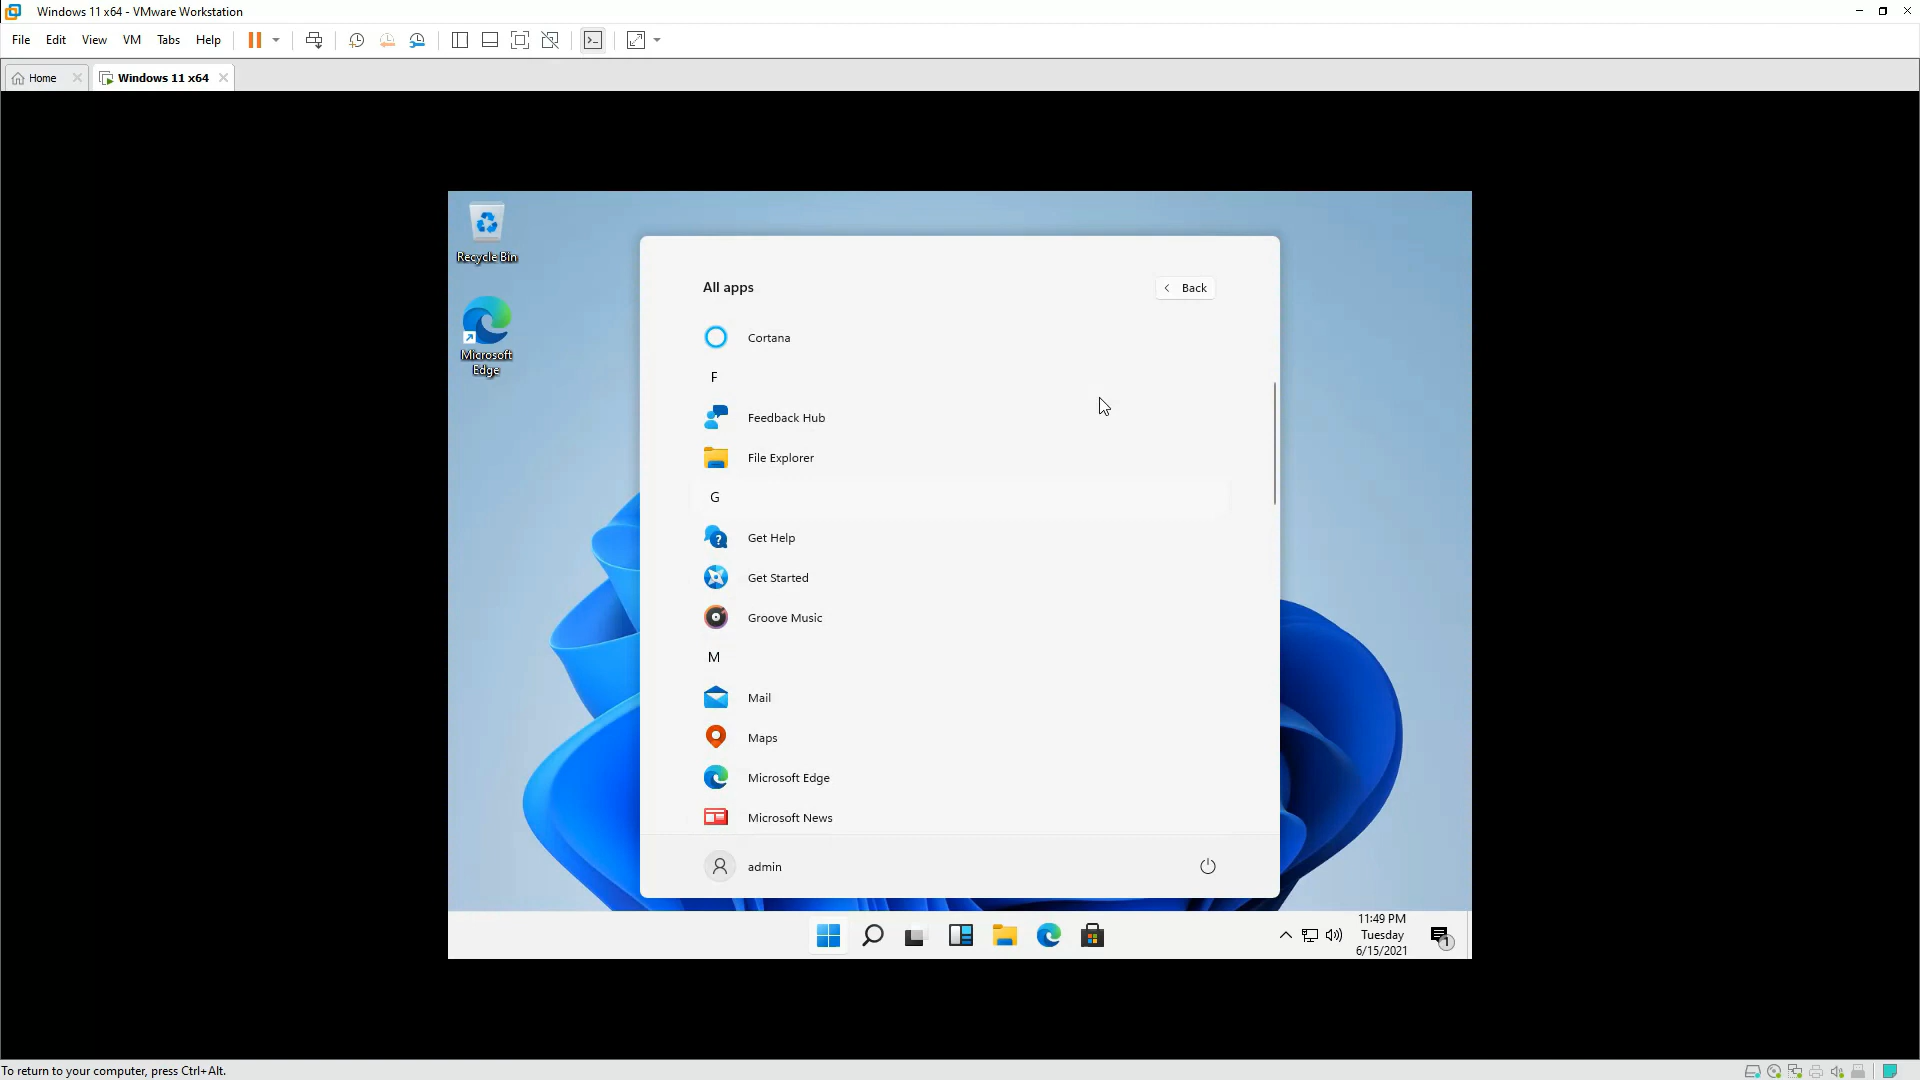 Windows 11 x64 - VMware Workstation
File Edit View VM Tabs Help
Home
Windows 11 x64
Recycle Bin
Microsoft
Edge
All apps
Back
Cortana
F
Feedback Hub
File Explorer
G
Get Help
Get Started
Groove Music
M
Mail
Maps
Microsoft Edge
Microsoft News
admin
11:49 PM
Tuesday
6/15/2021
1
To return to your computer, press Ctrl+Alt.